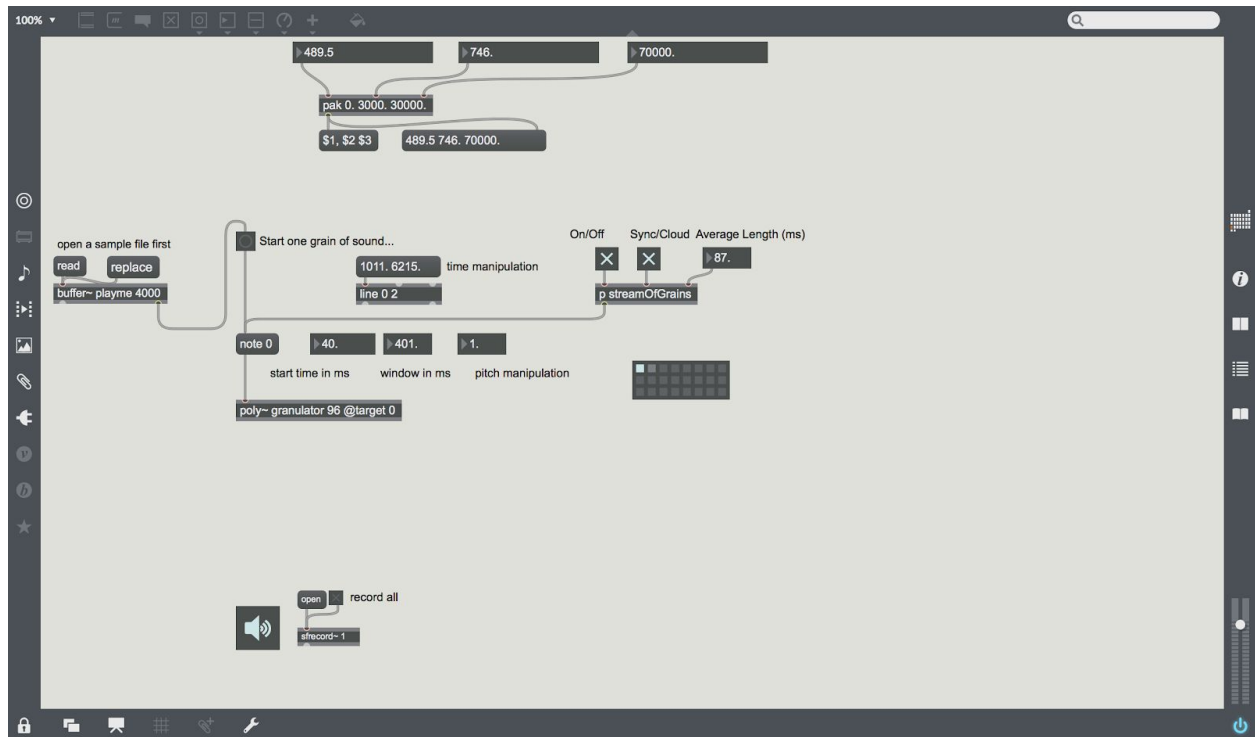 100%
489.5
746.
70000.
pak 0. 3000. 30000.
$1, $2 $3
489.5 746. 70000.
open a sample file first
read
replace
buffer~ playme 4000
Start one grain of sound...
1011. 6215.
time manipulation
line 0 2
On/Off
Sync/Cloud
Average Length (ms)
87.
p streamOfGrains
note 0
40.
401.
1.
start time in ms
window in ms
pitch manipulation
poly~ granulator 96 @target 0
open
record all
sfrecord~ 1